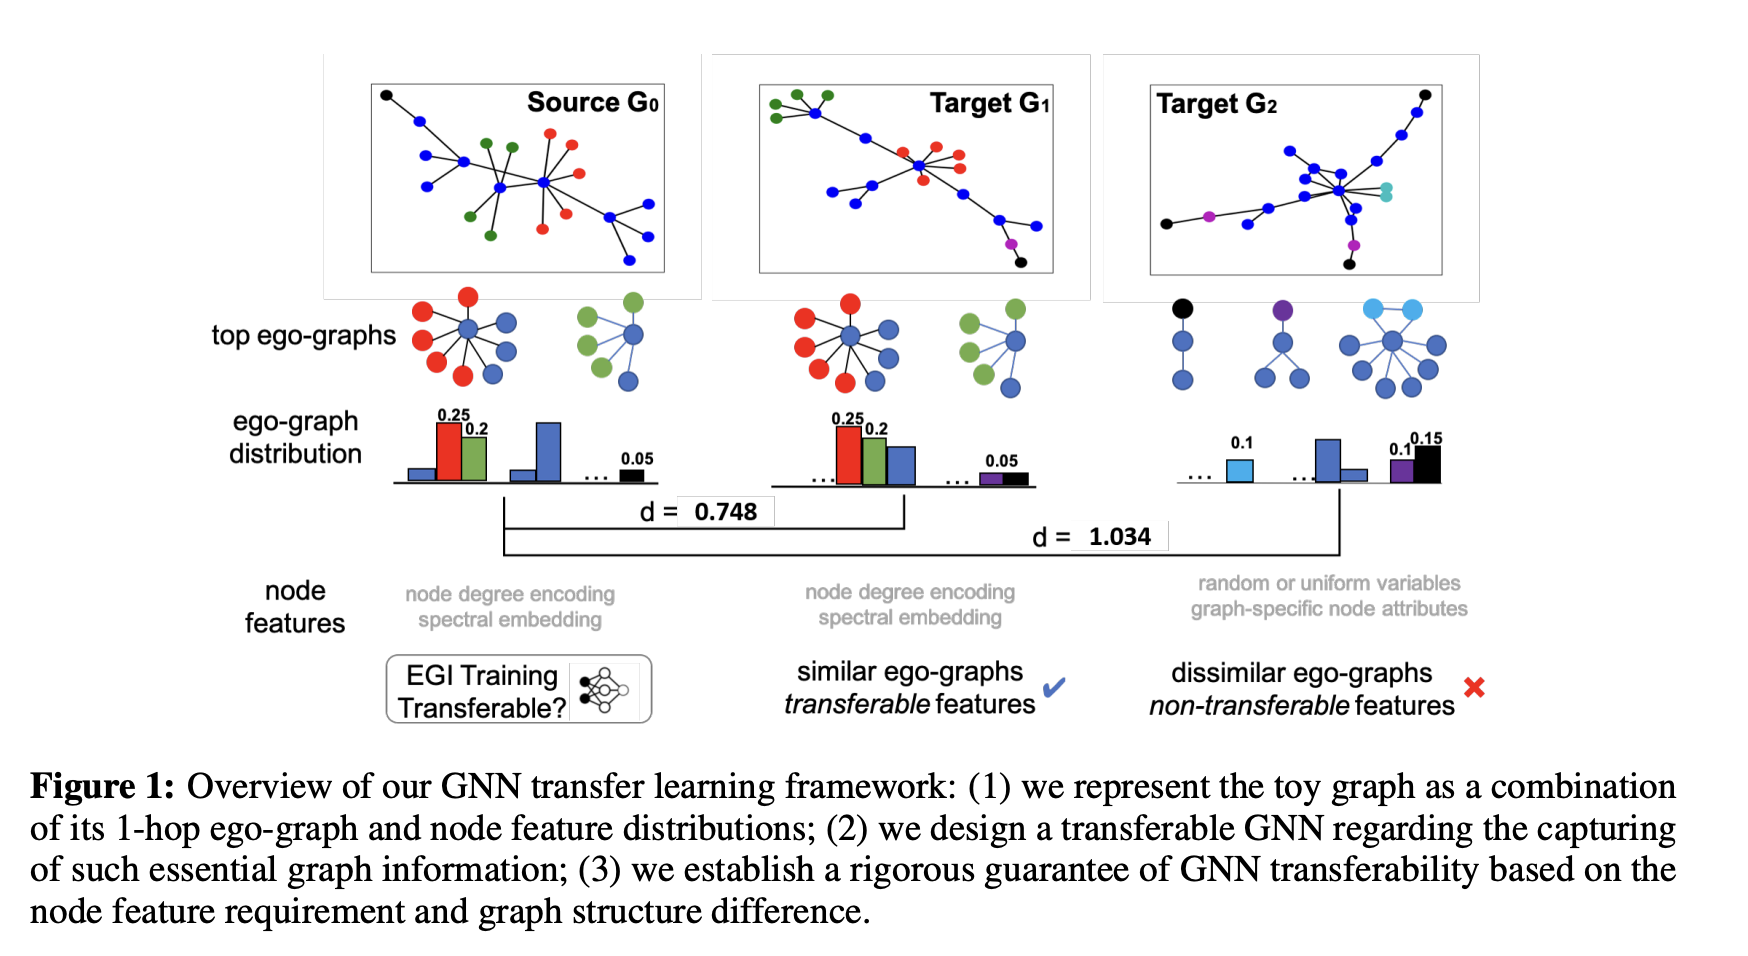 Source G0
Target G1
Target G2
top ego-graphs
ego-graph
distribution
0.25
0.2
0.05
...
0.25
0.2
0.05
...
...
0.1
0.1
0.15
...
...
d = 0.748
d = 1.034
node
features
node degree encoding
spectral embedding
node degree encoding
spectral embedding
random or uniform variables
graph-specific node attributes
EGI Training
Transferable?
similar ego-graphs
transferable features
dissimilar ego-graphs
non-transferable features
Figure 1: Overview of our GNN transfer learning framework: (1) we represent the toy graph as a combination
of its 1-hop ego-graph and node feature distributions; (2) we design a transferable GNN regarding the capturing
of such essential graph information; (3) we establish a rigorous guarantee of GNN transferability based on the
node feature requirement and graph structure difference.